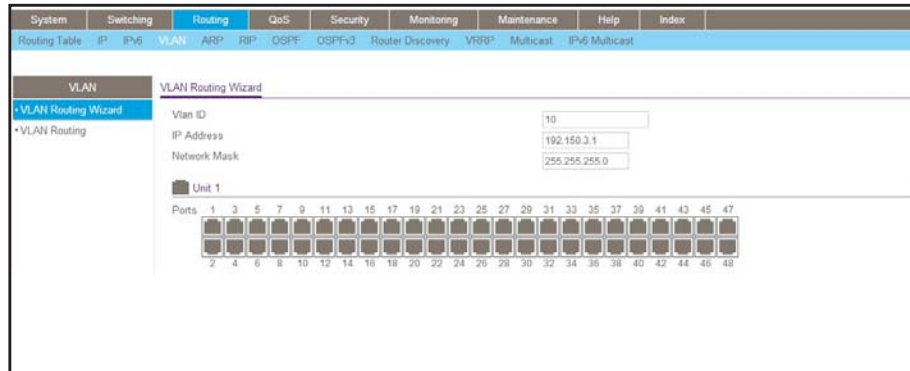 System Switching Routing QoS Security Monitoring Maintenance Help Index
Routing Table IP IPv6 VLAN ARP RIP OSPF OSPFv3 Router Discovery VRRP Multicast IPv6 Multicast
VLAN
• VLAN Routing Wizard
• VLAN Routing
VLAN Routing Wizard
Vlan ID 10
IP Address 192.150.3.1
Network Mask 255.255.255.0
Unit 1
Ports 1 3 5 7 9 11 13 15 17 19 21 23 25 27 29 31 33 35 37 39 41 43 45 47
2 4 6 8 10 12 14 16 18 20 22 24 26 28 30 32 34 36 38 40 42 44 46 48